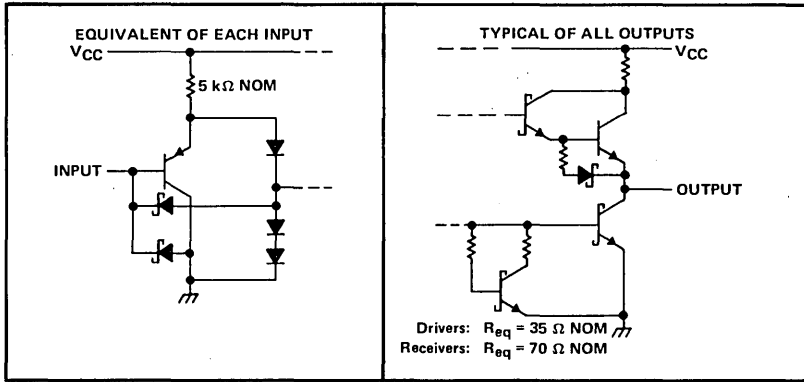 EQUIVALENT OF EACH INPUT
VCC
5 kΩ NOM
INPUT
TYPICAL OF ALL OUTPUTS
VCC
OUTPUT
Drivers: Req = 35 Ω NOM
Receivers: Req = 70 Ω NOM